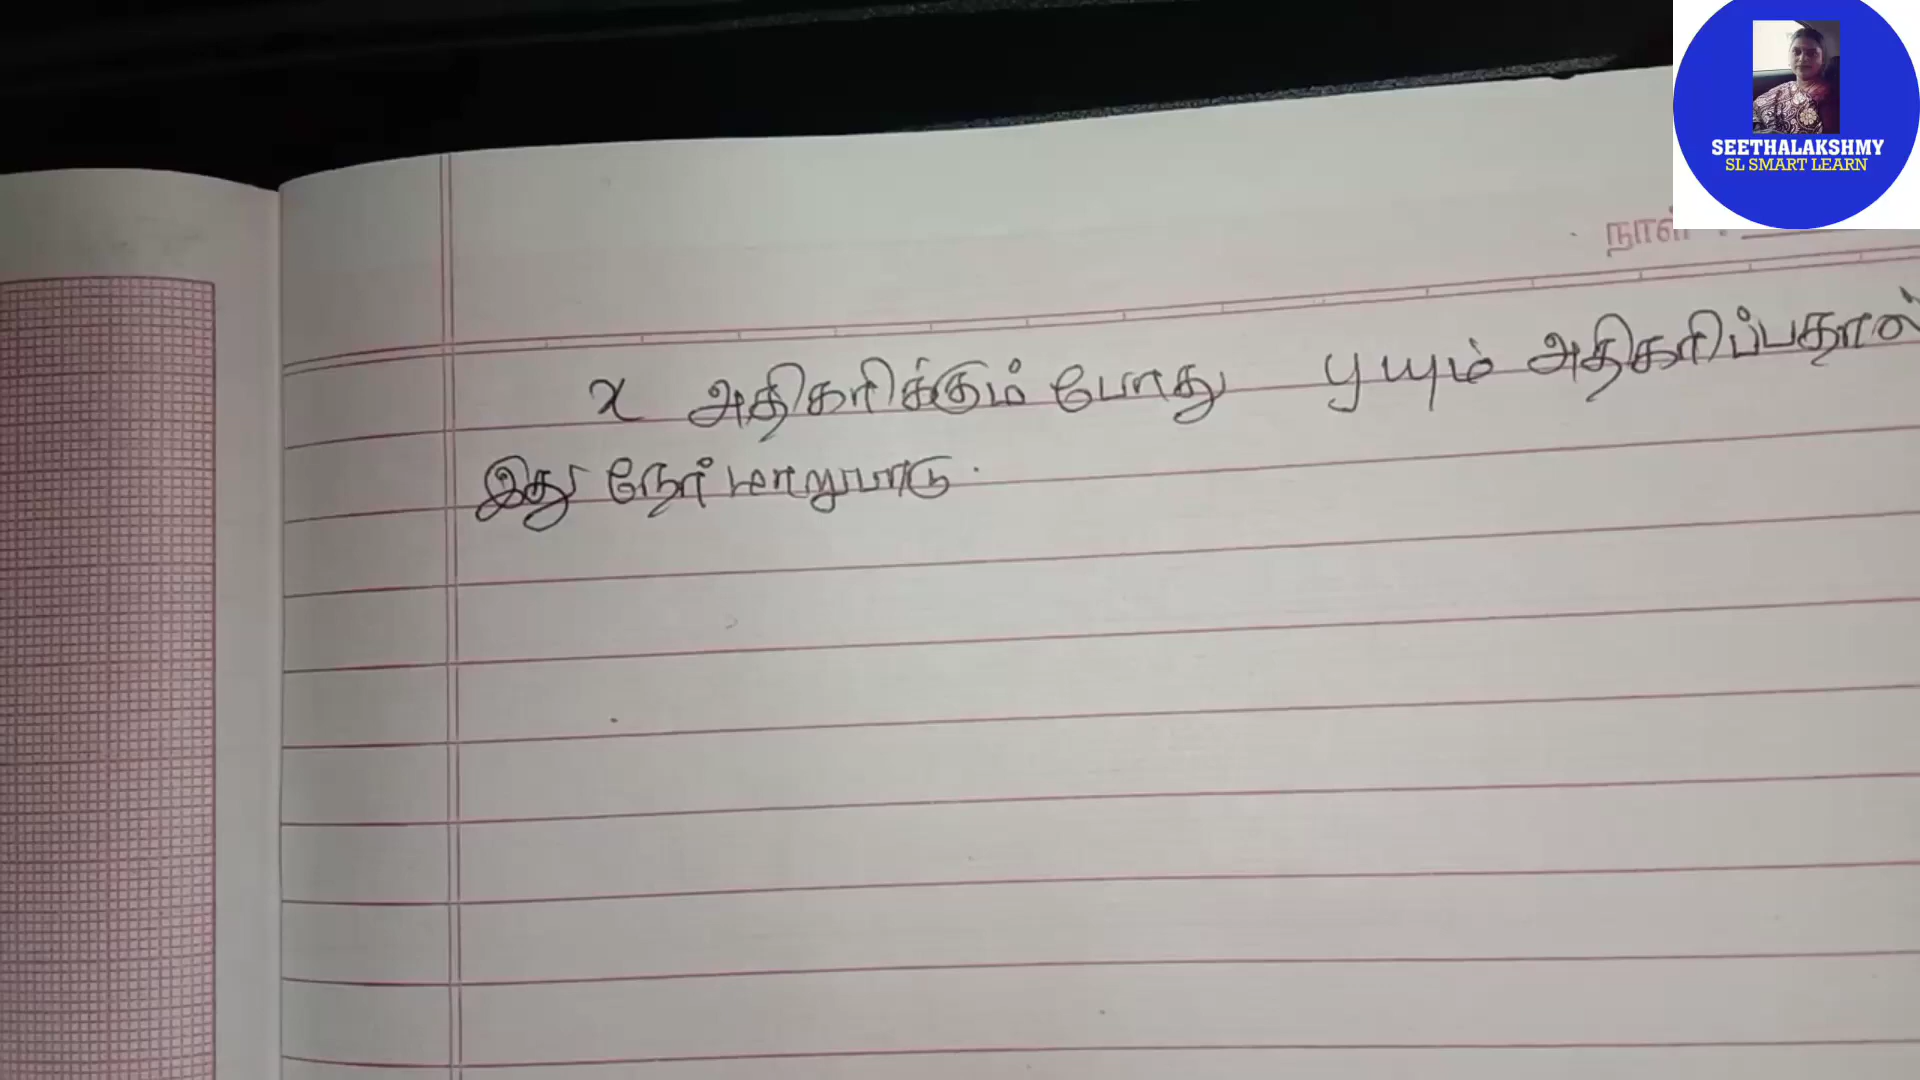 SEETHALAKSHMY
SL SMART LEARN
நாள் :
x அதிகரிக்கும் போது y யும் அதிகரிப்பதால்
இது நேர் மாறுபாடு.